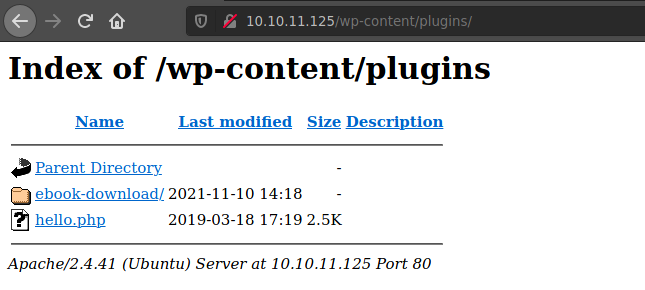 10.10.11.125/wp-content/plugins/
Index of /wp-content/plugins
Name Last modified Size Description
Parent Directory -
ebook-download/ 2021-11-10 14:18 -
hello.php 2019-03-18 17:19 2.5K
Apache/2.4.41 (Ubuntu) Server at 10.10.11.125 Port 80